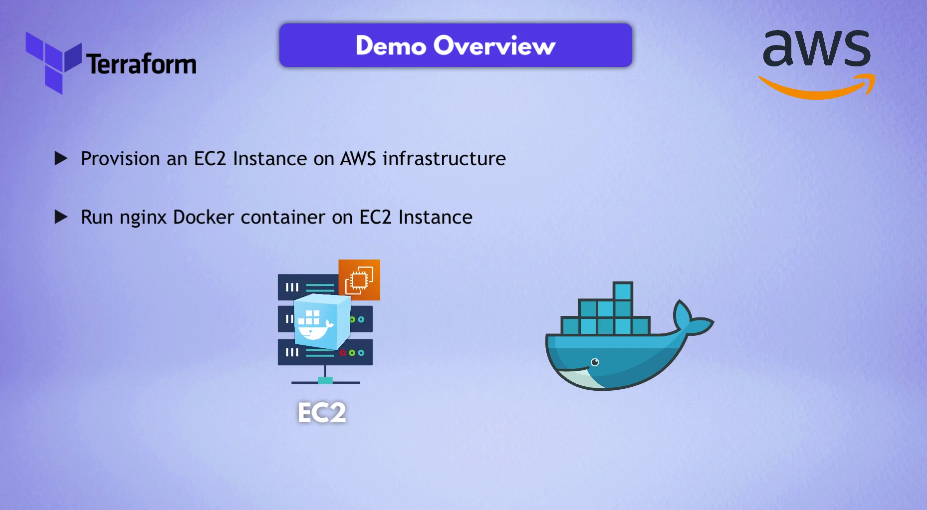 Terraform
Demo Overview
aws
Provision an EC2 Instance on AWS infrastructure
Run nginx Docker container on EC2 Instance
EC2